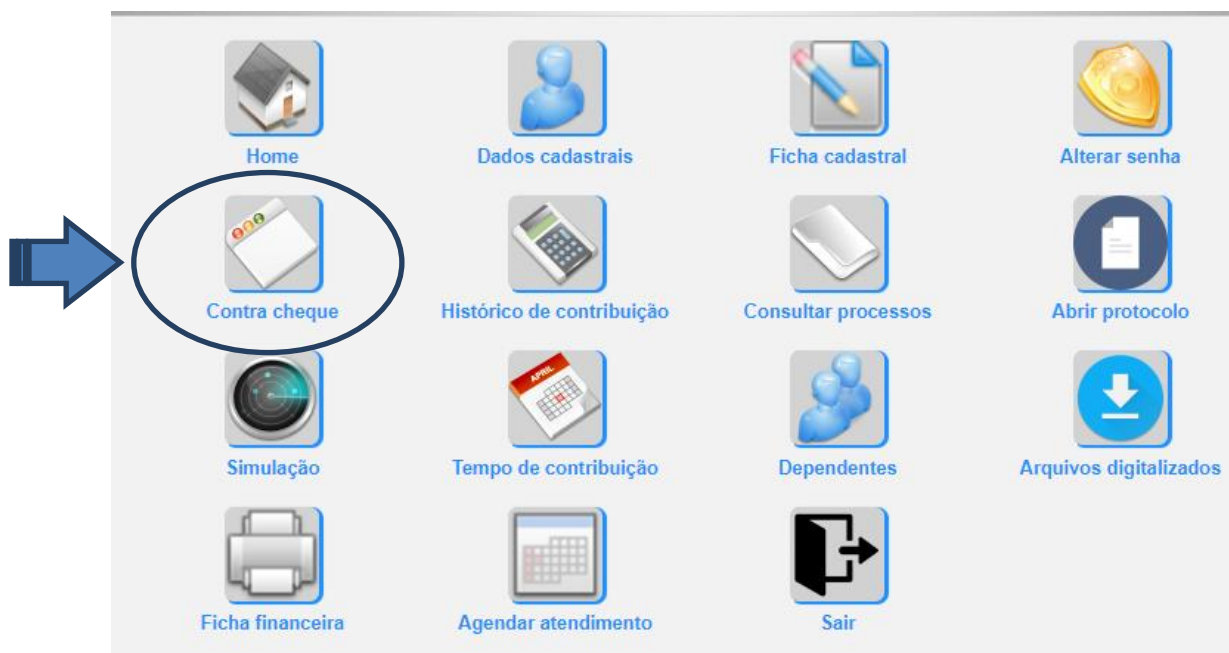 Home
Dados cadastrais
Ficha cadastral
Alterar senha
Contra cheque
Histórico de contribuição
Consultar processos
Abrir protocolo
APRIL
Simulação
Tempo de contribuição
Dependentes
Arquivos digitalizados
Ficha financeira
Agendar atendimento
Sair